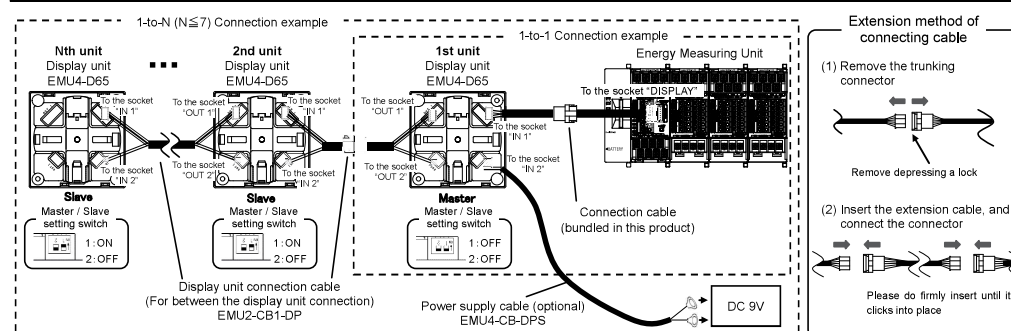 1-to-N (N≦7) Connection example
1-to-1 Connection example
Nth unit
Display unit
EMU4-D65
2nd unit
Display unit
EMU4-D65
1st unit
Display unit
EMU4-D65
Energy Measuring Unit
To the socket "DISPLAY"
To the socket
"IN 1"
To the socket
"IN 2"
To the socket
"OUT 1"
To the socket
"OUT 2"
To the socket
"IN 1"
To the socket
"IN 2"
To the socket
"OUT 1"
To the socket
"OUT 2"
To the socket
"IN 1"
To the socket
"IN 2"
BATTERY
Slave
Master / Slave
setting switch
1:ON
2:OFF
Slave
Master / Slave
setting switch
1:ON
2:OFF
Master
Master / Slave
setting switch
1:OFF
2:OFF
Connection cable
(bundled in this product)
Display unit connection cable
(For between the display unit connection)
EMU2-CB1-DP
Power supply cable (optional)
EMU4-CB-DPS
DC 9V
Extension method of
connecting cable
(1) Remove the trunking
connector
Remove depressing a lock
(2) Insert the extension cable, and
connect the connector
Please do firmly insert until it
clicks into place